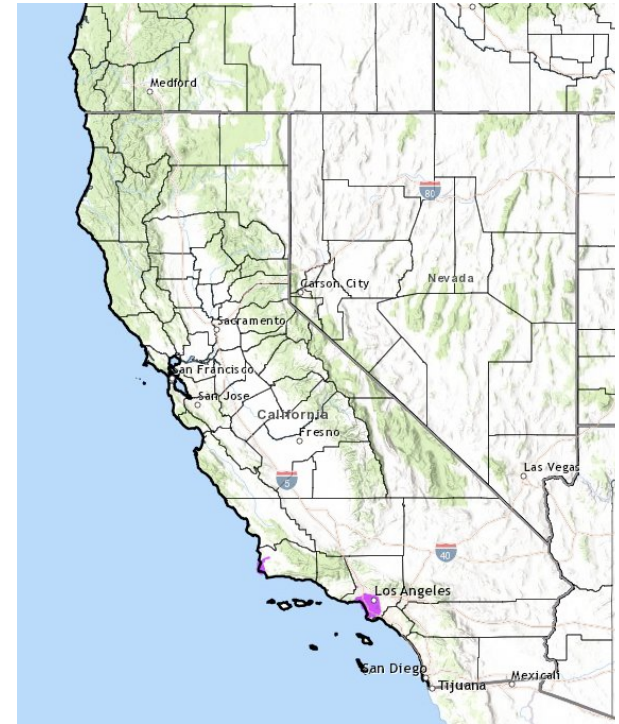 Medford
80
Nevada
Carson City
Sacramento
San Francisco
San Jose
California
Fresno
5
Las Vegas
40
Los Angeles
San Diego
Tijuana
Mexicali